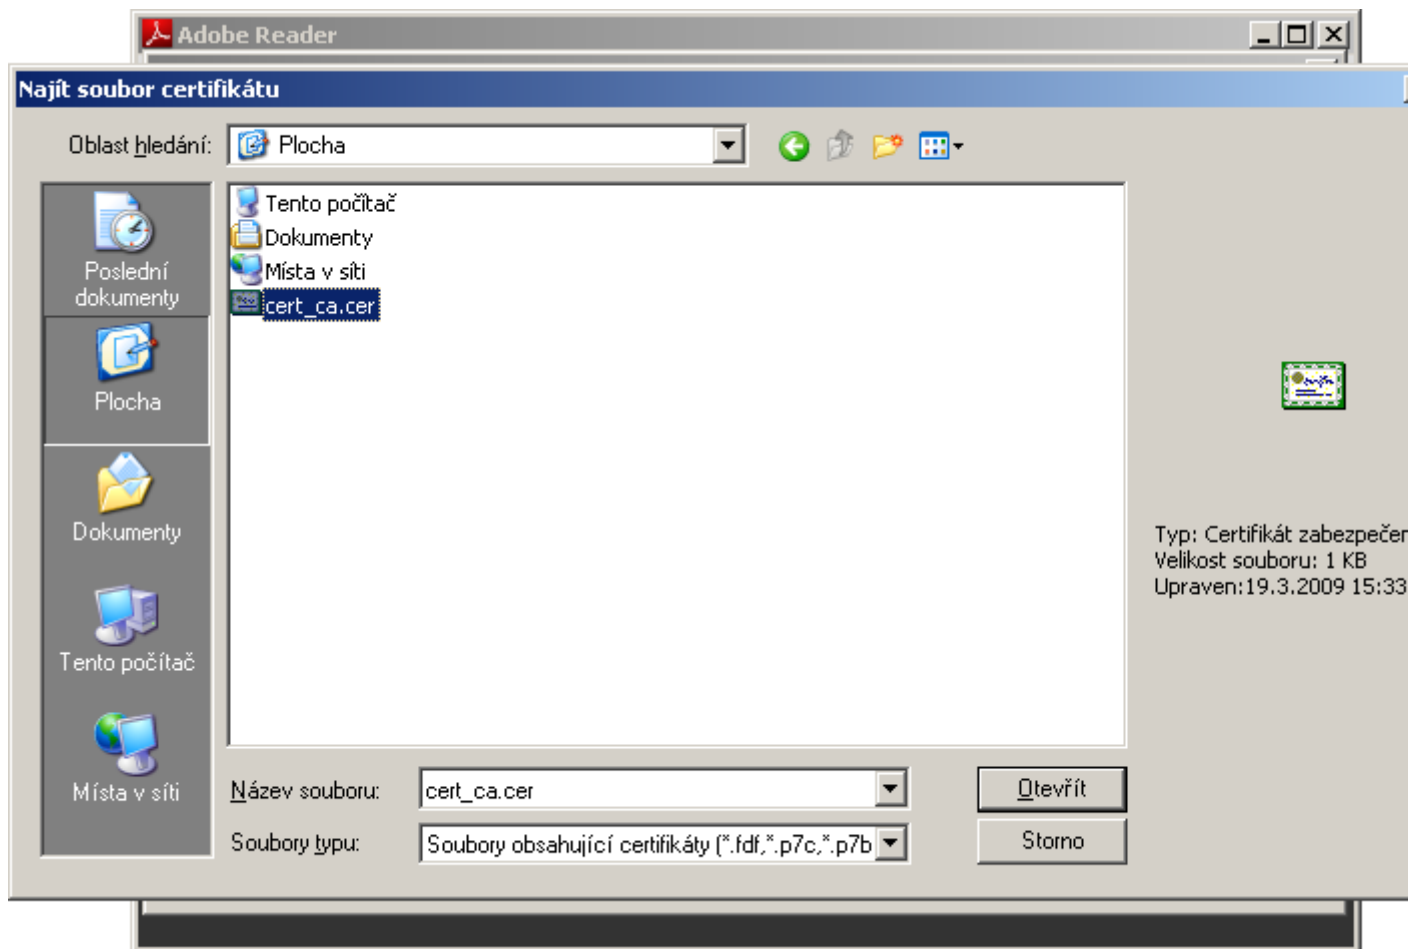 Adobe Reader
Najít soubor certifikátu
Oblast hledání:
Plocha
Poslední
dokumenty
Plocha
Dokumenty
Tento počítač
Místa v síti
Tento počítač
Dokumenty
Místa v síti
cert_ca.cer
Typ: Certifikát zabezpečen
Velikost souboru: 1 KB
Upraven:19.3.2009 15:33
Název souboru:
cert_ca.cer
Otevřít
Soubory typu:
Soubory obsahující certifikáty (*.fdf,*.p7c,*.p7b
Storno